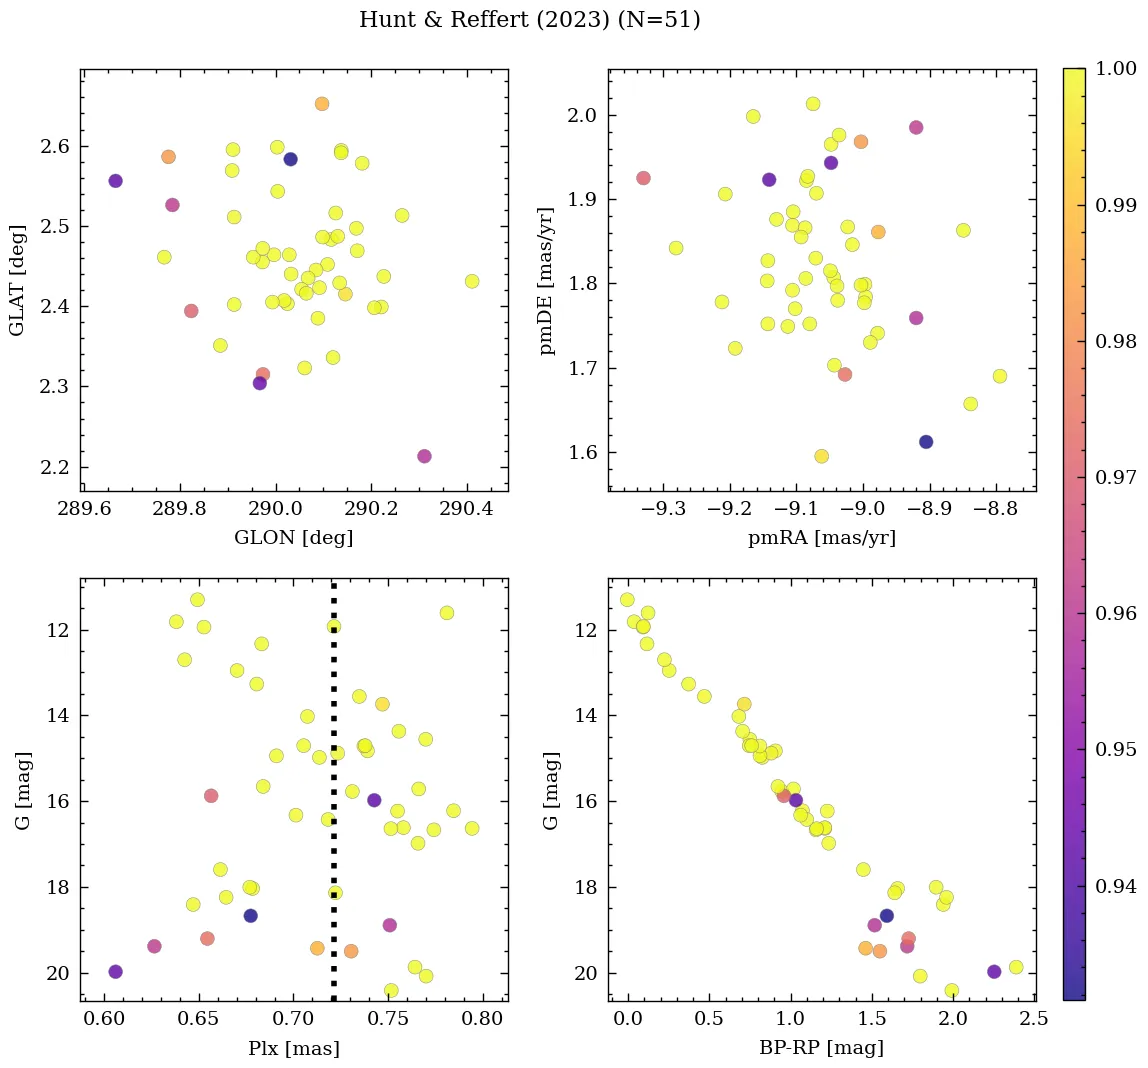 Hunt & Reffert (2023) (N=51)
2.6
2.5
2.4
2.3
2.2
GLAT [deg]
289.6 289.8 290.0 290.2 290.4
GLON [deg]
2.0
1.9
1.8
1.7
1.6
pmDE [mas/yr]
−9.3 −9.2 −9.1 −9.0 −8.9 −8.8
pmRA [mas/yr]
12
14
16
18
20
G [mag]
0.60 0.65 0.70 0.75 0.80
Plx [mas]
12
14
16
18
20
G [mag]
0.0 0.5 1.0 1.5 2.0 2.5
BP-RP [mag]
1.00
0.99
0.98
0.97
0.96
0.95
0.94